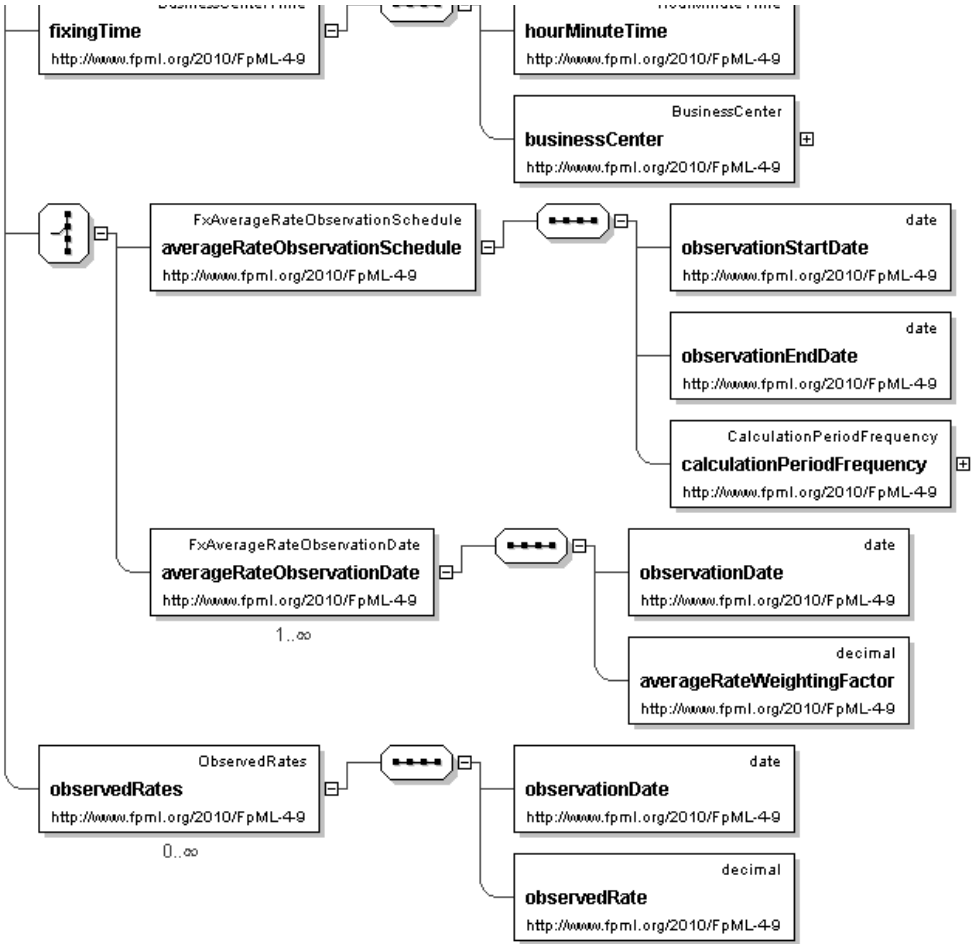 BusinessCenterTime
fixingTime
http://www.fpml.org/2010/FpML-4-9
HourMinuteTime
hourMinuteTime
http://www.fpml.org/2010/FpML-4-9
BusinessCenter
businessCenter
http://www.fpml.org/2010/FpML-4-9
FxAverageRateObservationSchedule
averageRateObservationSchedule
http://www.fpml.org/2010/FpML-4-9
date
observationStartDate
http://www.fpml.org/2010/FpML-4-9
date
observationEndDate
http://www.fpml.org/2010/FpML-4-9
CalculationPeriodFrequency
calculationPeriodFrequency
http://www.fpml.org/2010/FpML-4-9
FxAverageRateObservationDate
averageRateObservationDate
http://www.fpml.org/2010/FpML-4-9
1..∞
date
observationDate
http://www.fpml.org/2010/FpML-4-9
decimal
averageRateWeightingFactor
http://www.fpml.org/2010/FpML-4-9
ObservedRates
observedRates
http://www.fpml.org/2010/FpML-4-9
0..∞
date
observationDate
http://www.fpml.org/2010/FpML-4-9
decimal
observedRate
http://www.fpml.org/2010/FpML-4-9